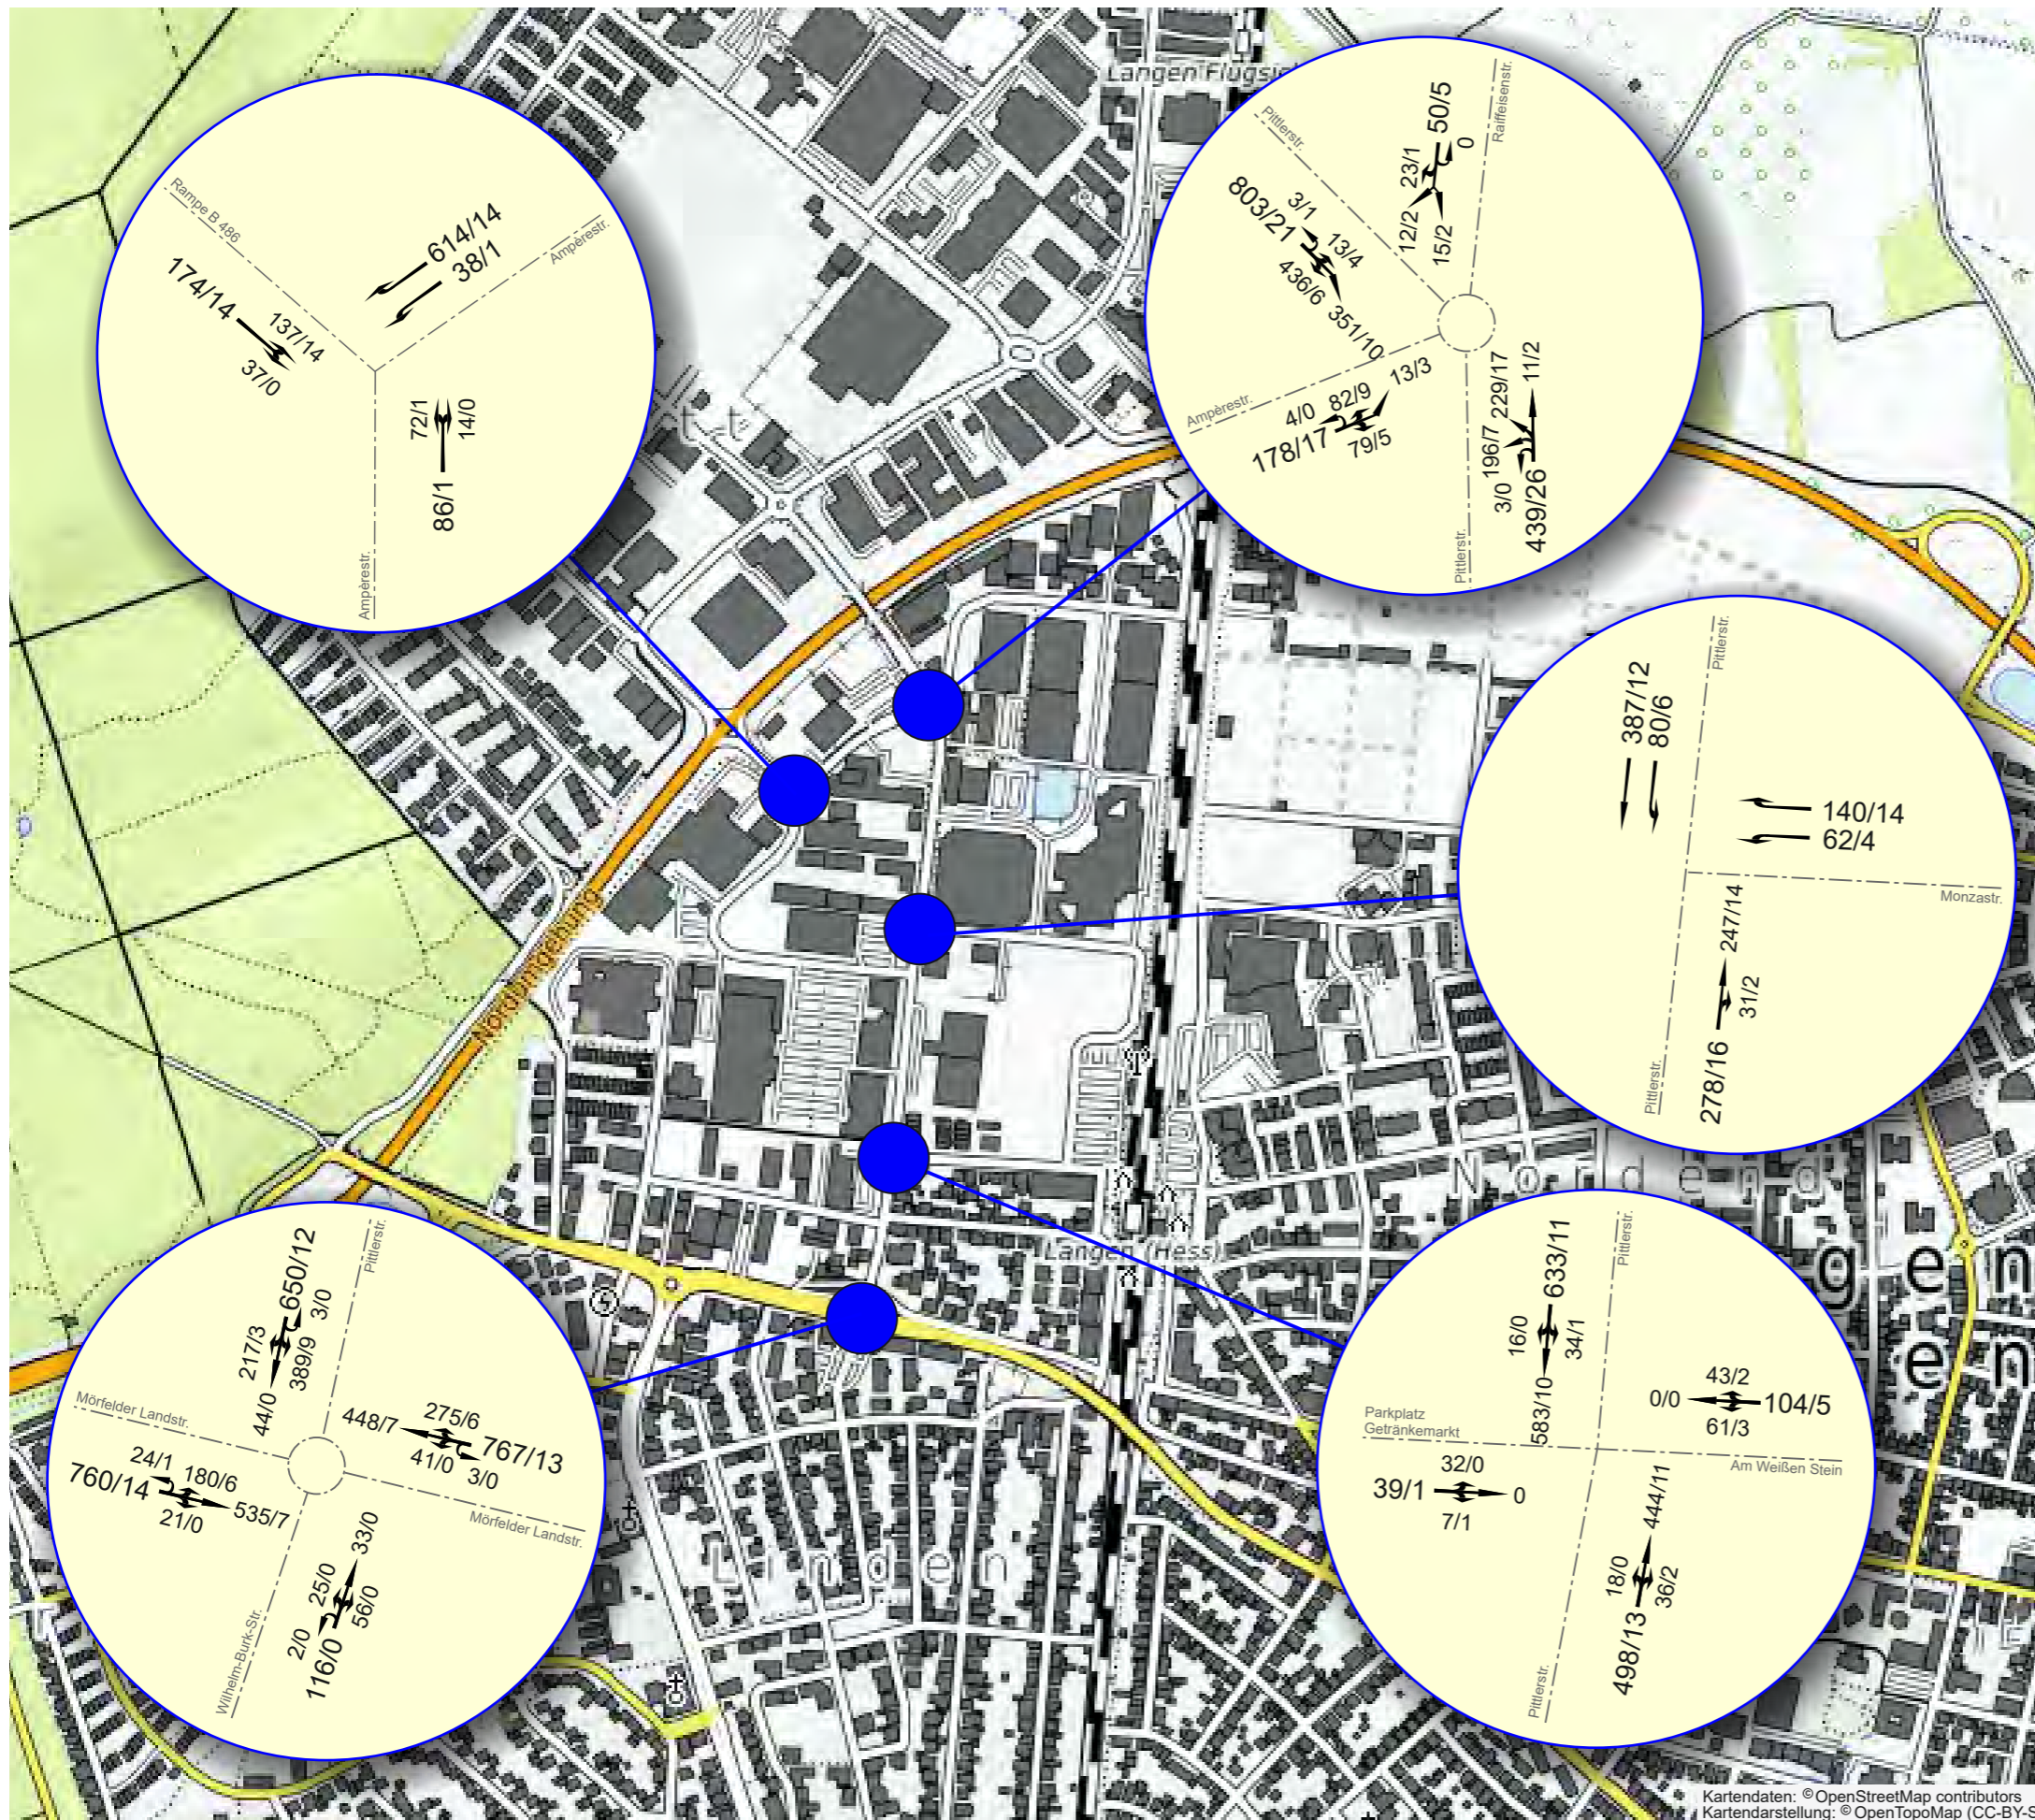 Langen Flugsi
Rampe B 486
614/14
38/1
Ampèrestr.
174/14
137/14
37/0
72/1
14/0
86/1
Ampèrestr.
Pittlerstr.
Raiffeisenstr.
50/5
0
23/1
12/2
15/2
803/21
3/1
13/4
436/6
351/10
Ampèrestr.
4/0
82/9
13/3
178/17
79/5
229/17
11/2
196/7
3/0
439/26
Pittlerstr.
Pittlerstr.
387/12
80/6
140/14
62/4
Monzastr.
247/14
31/2
278/16
Pittlerstr.
Nordumgehung
Nordend
Langen (Hess)
gen
en
Linden
Pittlerstr.
650/12
3/0
217/3
389/9
44/0
Mörfelder Landstr.
448/7
275/6
767/13
41/0
3/0
24/1
180/6
760/14
535/7
21/0
Mörfelder Landstr.
33/0
25/0
56/0
2/0
116/0
Wilhelm-Burk-Str.
Pittlerstr.
633/11
16/0
34/1
583/10
43/2
0/0
104/5
61/3
Parkplatz
Getränkemarkt
Am Weißen Stein
32/0
39/1
0
7/1
444/11
18/0
36/2
498/13
Pittlerstr.
Kartendaten: © OpenStreetMap contributors
Kartendarstellung: © OpenTopoMap (CC-BY-